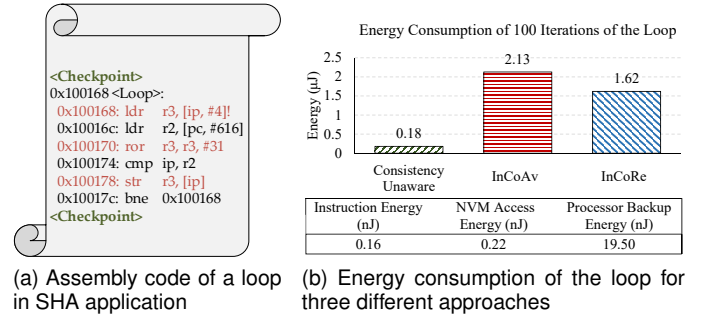 <Checkpoint>
0x100168 <Loop>:
0x100168: ldr r3, [ip, #4]!
0x10016c: ldr r2, [pc, #616]
0x100170: ror r3, r3, #31
0x100174: cmp ip, r2
0x100178: str r3, [ip]
0x10017c: bne 0x100168
<Checkpoint>
(a) Assembly code of a loop
in SHA application
Energy Consumption of 100 Iterations of the Loop
Energy (μJ)
2.5
2
1.5
1
0.5
0
0.18
2.13
1.62
Consistency
Unaware
InCoAv
InCoRe
Instruction Energy
(nJ)
NVM Access
Energy (nJ)
Processor Backup
Energy (nJ)
0.16
0.22
19.50
(b) Energy consumption of the loop for
three different approaches